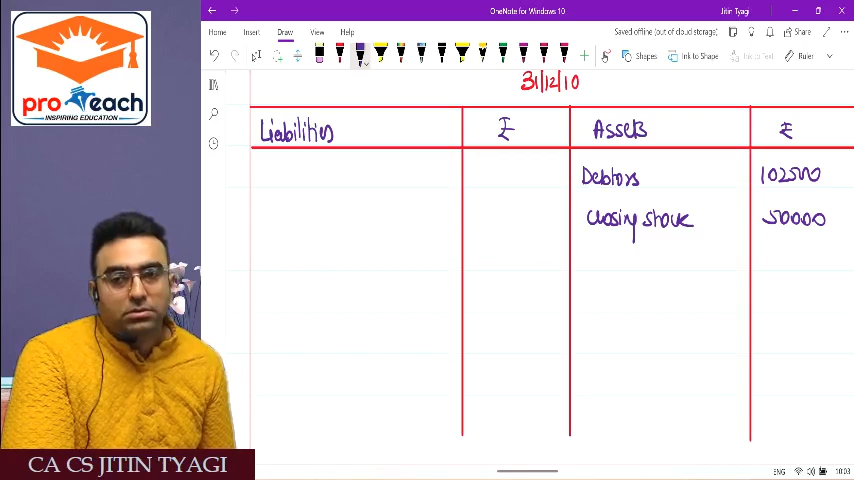 OneNote for Windows 10
Jitin Tyagi
Home Insert Draw View Help
Saved offline (out of cloud storage) Share
Shapes Ink to Shape Ink to Text Ruler
pro Teach
INSPIRING EDUCATION
31/12/10
Liabilities ₹ Assets ₹
Debtors 102500
Closing stock 50000
CA CS JITIN TYAGI
ENG 10:03